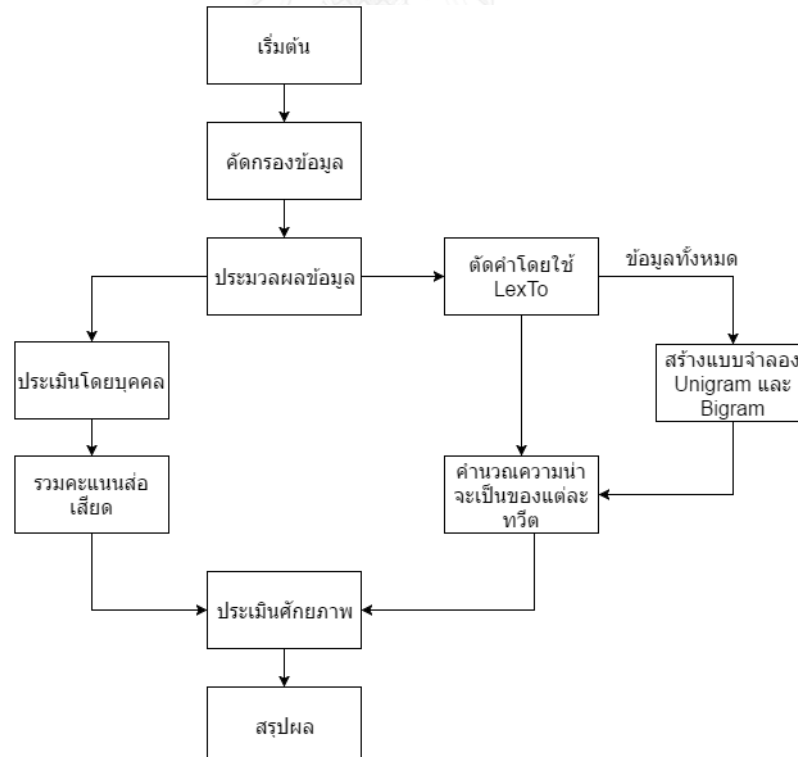 เริ่มต้น
คัดกรองข้อมูล
ประมวลผลข้อมูล
ตัดคำโดยใช้
LexTo
ข้อมูลทั้งหมด
ประเมินโดยบุคคล
สร้างแบบจำลอง
Unigram และ
Bigram
รวมคะแนนส่อ
เสียด
คำนวณความน่า
จะเป็นของแต่ละ
ทวีต
ประเมินศักยภาพ
สรุปผล